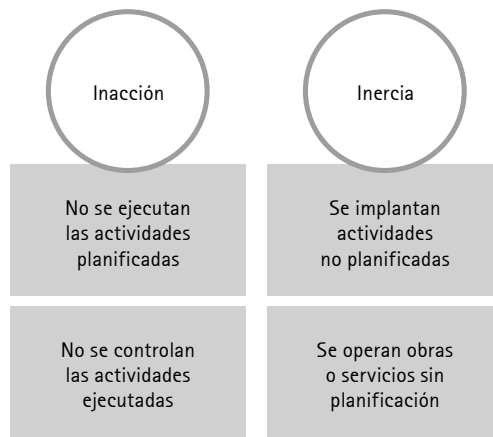 Inacción
No se ejecutan
las actividades
planificadas
No se controlan
las actividades
ejecutadas
Inercia
Se implantan
actividades
no planificadas
Se operan obras
o servicios sin
planificación